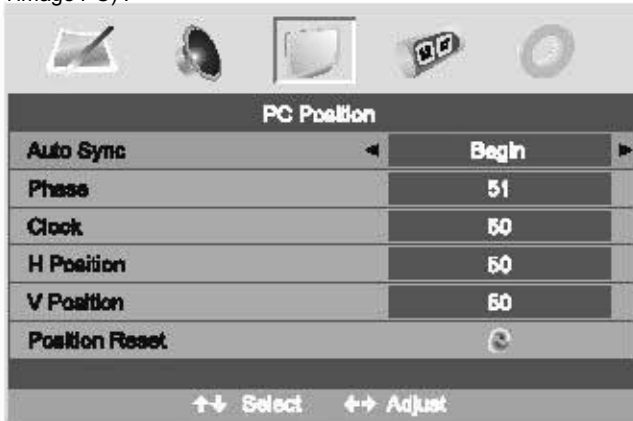 PC Position
Auto Sync Begin
Phase 51
Clock 50
H Position 50
V Position 50
Position Reset
Select Adjust